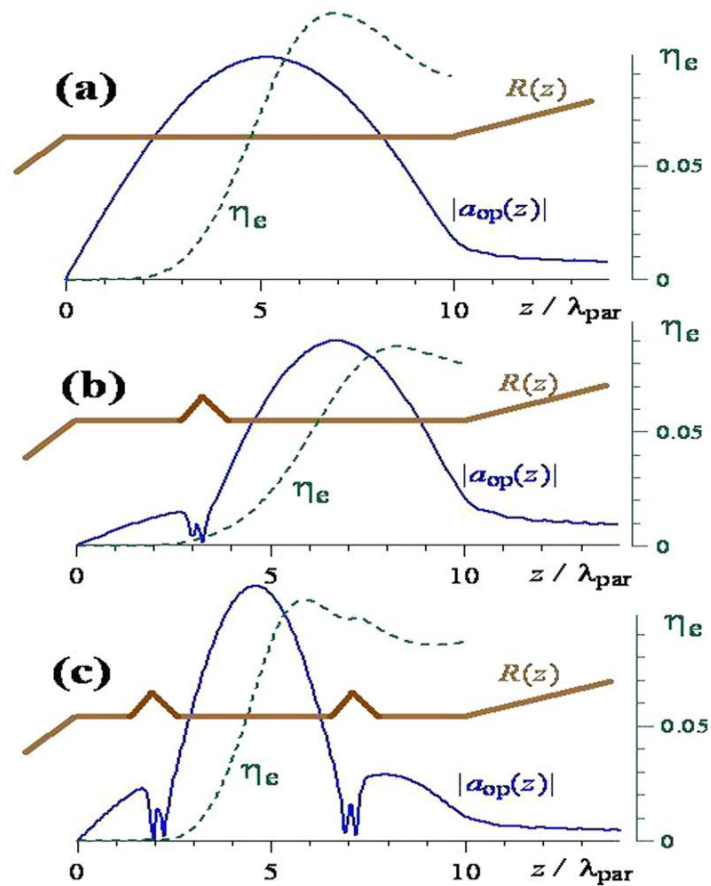 (a)
ηe
R(z)
0.05
ηe
|aop(z)|
0
0
5
10
z / λpar
(b)
ηe
R(z)
0.05
ηe
|aop(z)|
0
0
5
10
z / λpar
(c)
ηe
R(z)
0.05
ηe
|aop(z)|
0
0
5
10
z / λpar